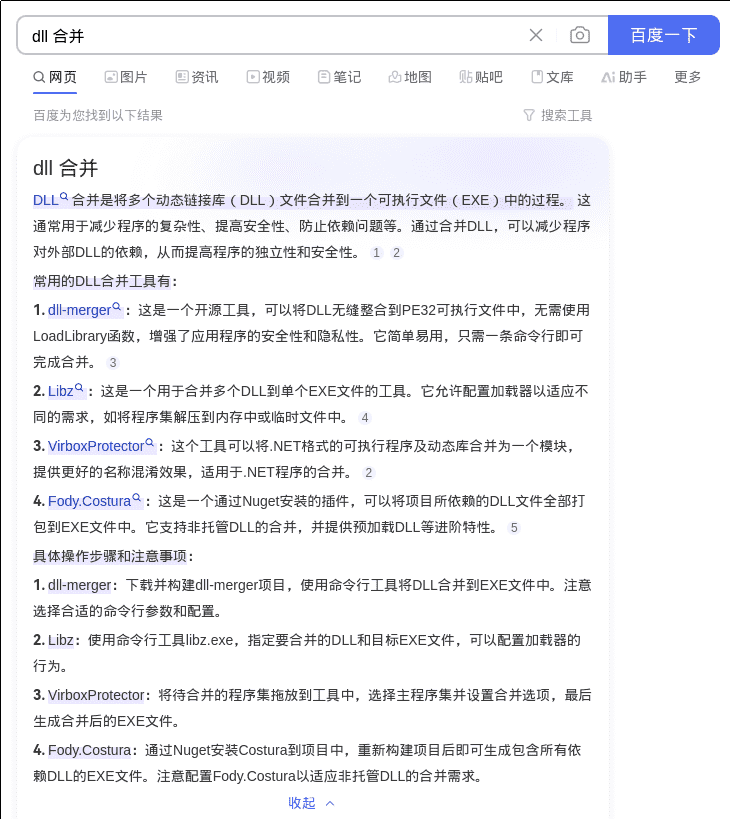 dll 合并
百度一下
网页 图片 资讯 视频 笔记 地图 贴吧 文库 助手 更多
百度为您找到以下结果 搜索工具
dll 合并
DLL 合并是将多个动态链接库（DLL）文件合并到一个可执行文件（EXE）中的过程。 这
通常用于减少程序的复杂性、提高安全性、防止依赖问题等。通过合并DLL，可以减少程序
对外部DLL的依赖，从而提高程序的独立性和安全性。 1 2
常用的DLL合并工具有：
1. dll-merger ：这是一个开源工具，可以将DLL无缝整合到PE32可执行文件中，无需使用
LoadLibrary函数，增强了应用程序的安全性和隐私性。它简单易用，只需一条命令行即可
完成合并。 3
2. Libz ：这是一个用于合并多个DLL到单个EXE文件的工具。它允许配置加载器以适应不
同的需求，如将程序集解压到内存中或临时文件中。 4
3. VirboxProtector ：这个工具可以将.NET格式的可执行程序及动态库合并为一个模块，
提供更好的名称混淆效果，适用于.NET程序的合并。 2
4. Fody.Costura ：这是一个通过Nuget安装的插件，可以将项目所依赖的DLL文件全部打
包到EXE文件中。它支持非托管DLL的合并，并提供预加载DLL等进阶特性。 5
具体操作步骤和注意事项：
1. dll-merger：下载并构建dll-merger项目，使用命令行工具将DLL合并到EXE文件中。注意
选择合适的命令行参数和配置。
2. Libz：使用命令行工具libz.exe，指定要合并的DLL和目标EXE文件，可以配置加载器的
行为。
3. VirboxProtector：将待合并的程序集拖放到工具中，选择主程序集并设置合并选项，最后
生成合并后的EXE文件。
4. Fody.Costura：通过Nuget安装Costura到项目中，重新构建项目后即可生成包含所有依
赖DLL的EXE文件。注意配置Fody.Costura以适应非托管DLL的合并需求。
收起